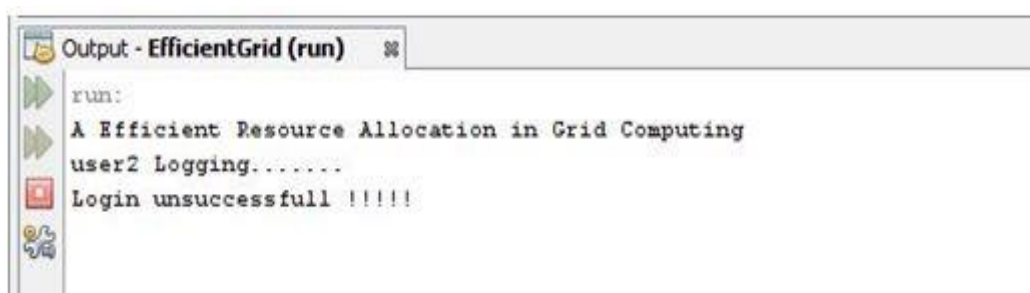 Output - EfficientGrid (run)
run:
A Efficient Resource Allocation in Grid Computing
user2 Logging.......
Login unsuccessfull !!!!!